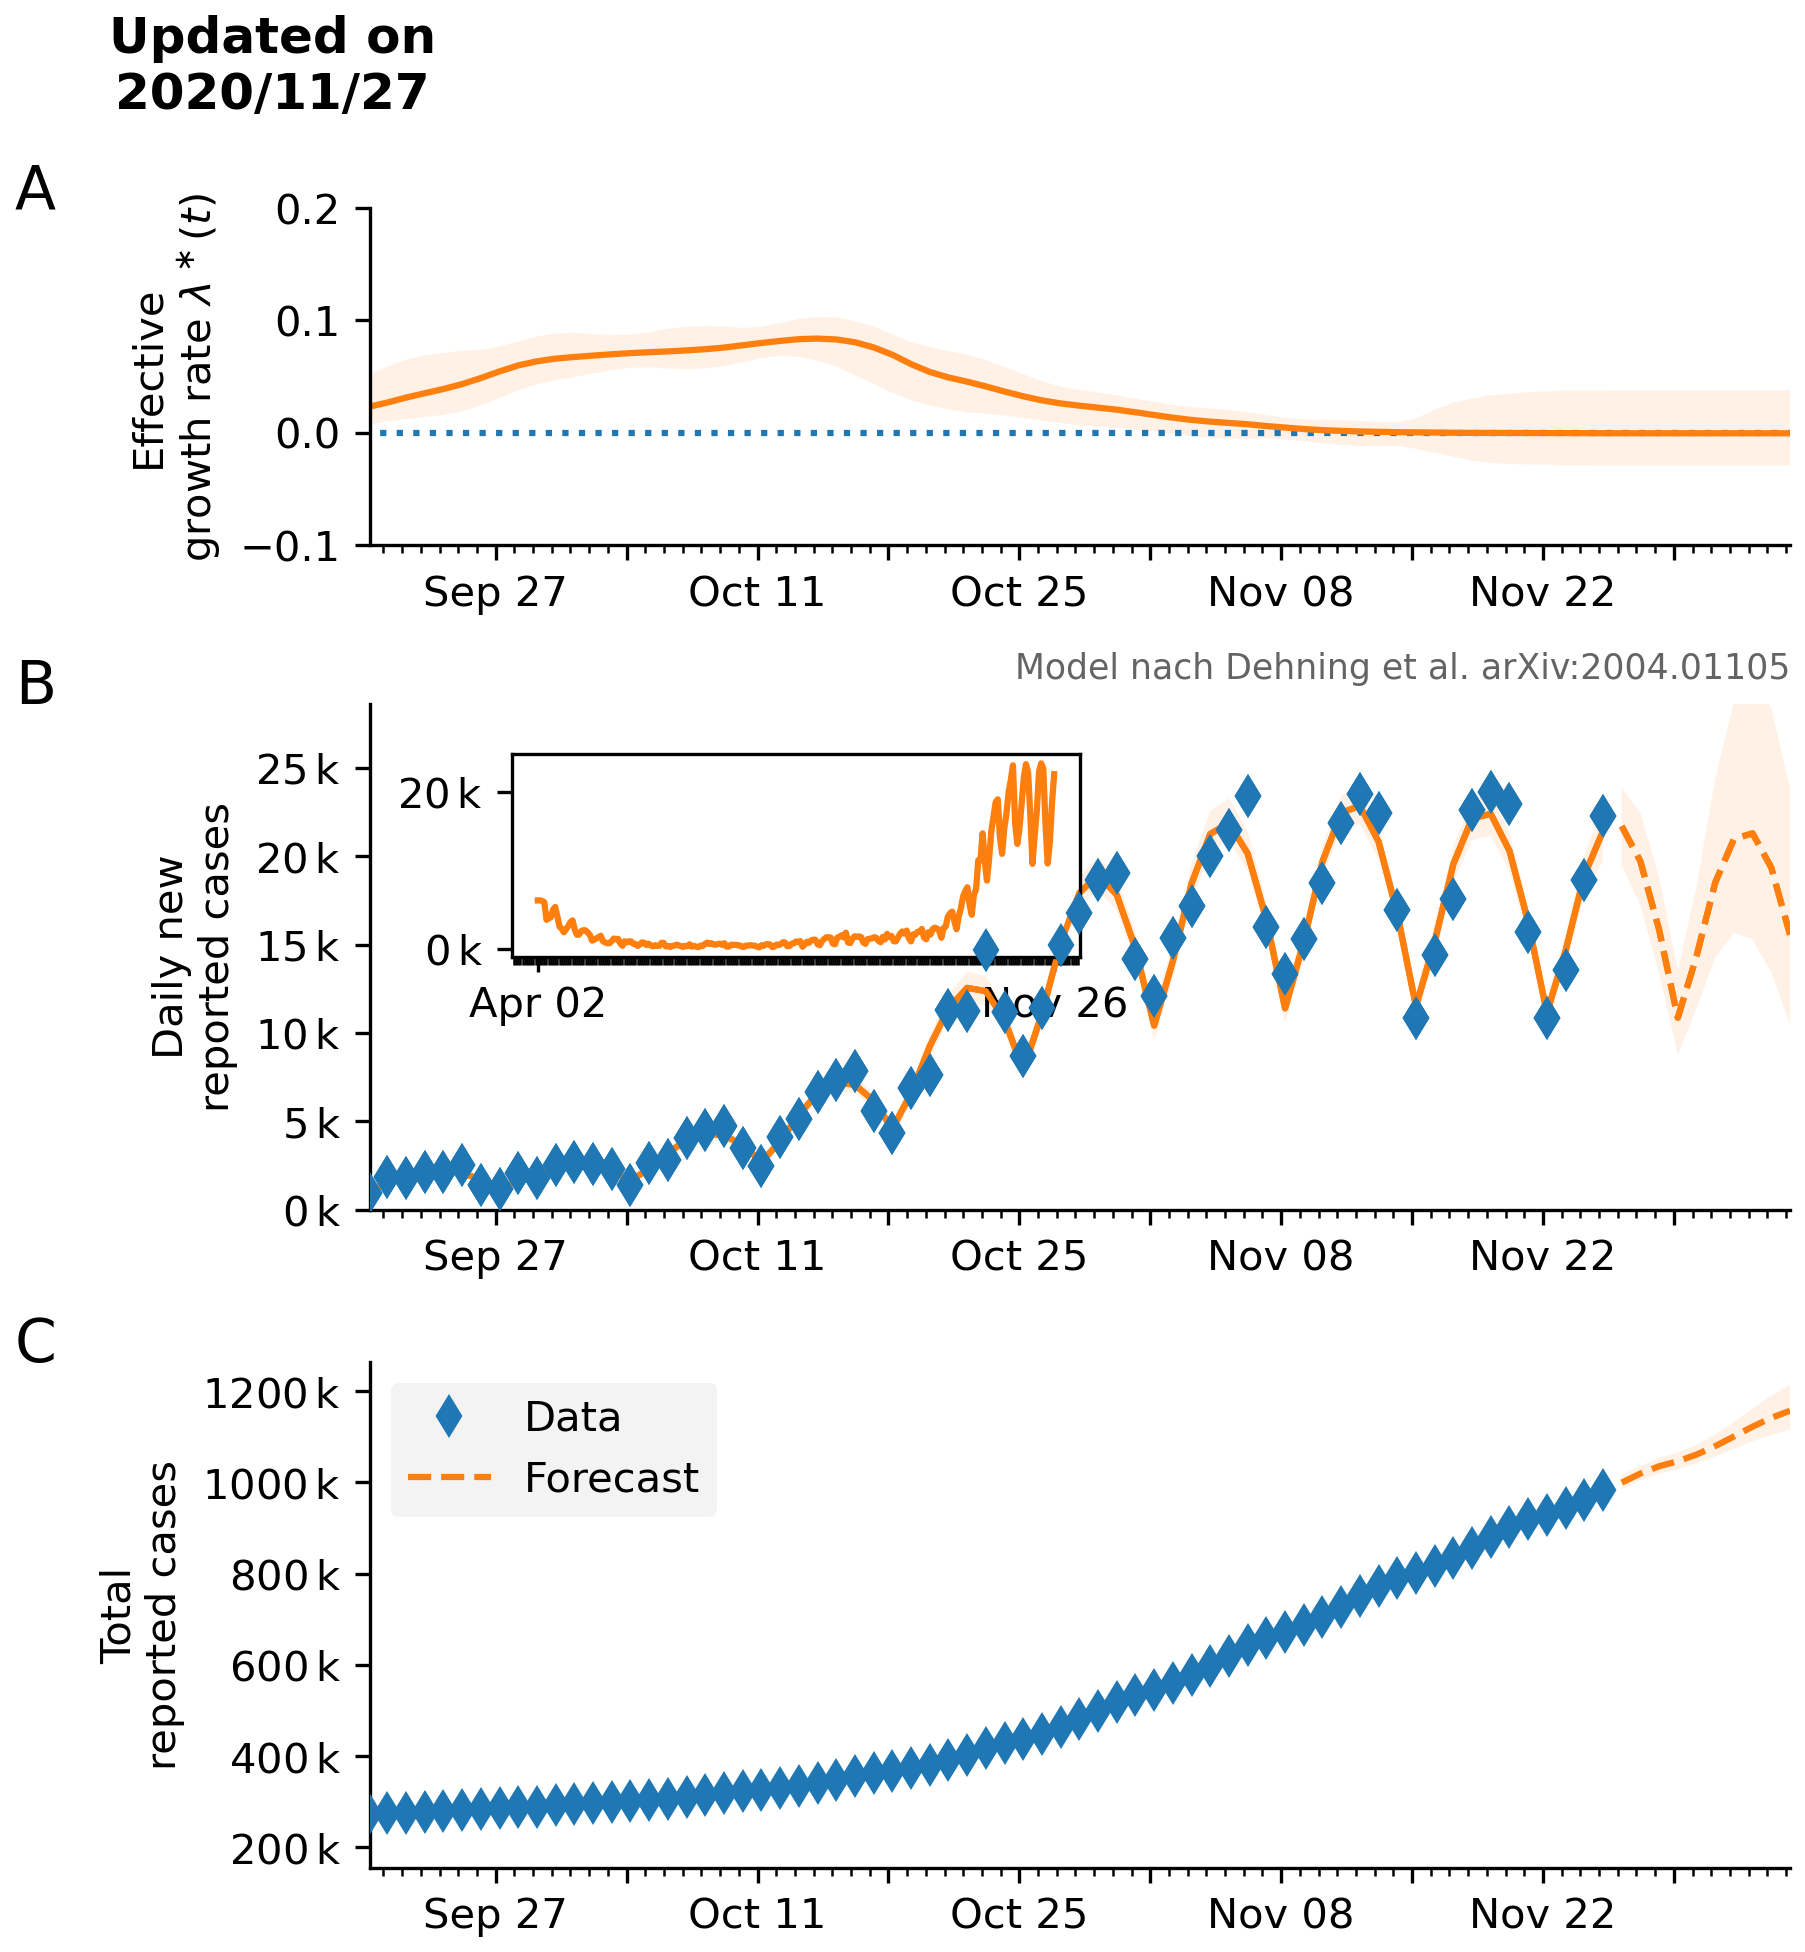 Updated on
2020/11/27
A
Effective
growth rate λ * (t)
0.2
0.1
0.0
−0.1
Sep 27 Oct 11 Oct 25 Nov 08 Nov 22
B
Model nach Dehning et al. arXiv:2004.01105
Daily new
reported cases
25 k
20 k
15 k
10 k
5 k
0 k
20 k
0 k
Apr 02 Nov 26
Sep 27 Oct 11 Oct 25 Nov 08 Nov 22
C
Total
reported cases
1200 k
1000 k
800 k
600 k
400 k
200 k
Data
Forecast
Sep 27 Oct 11 Oct 25 Nov 08 Nov 22